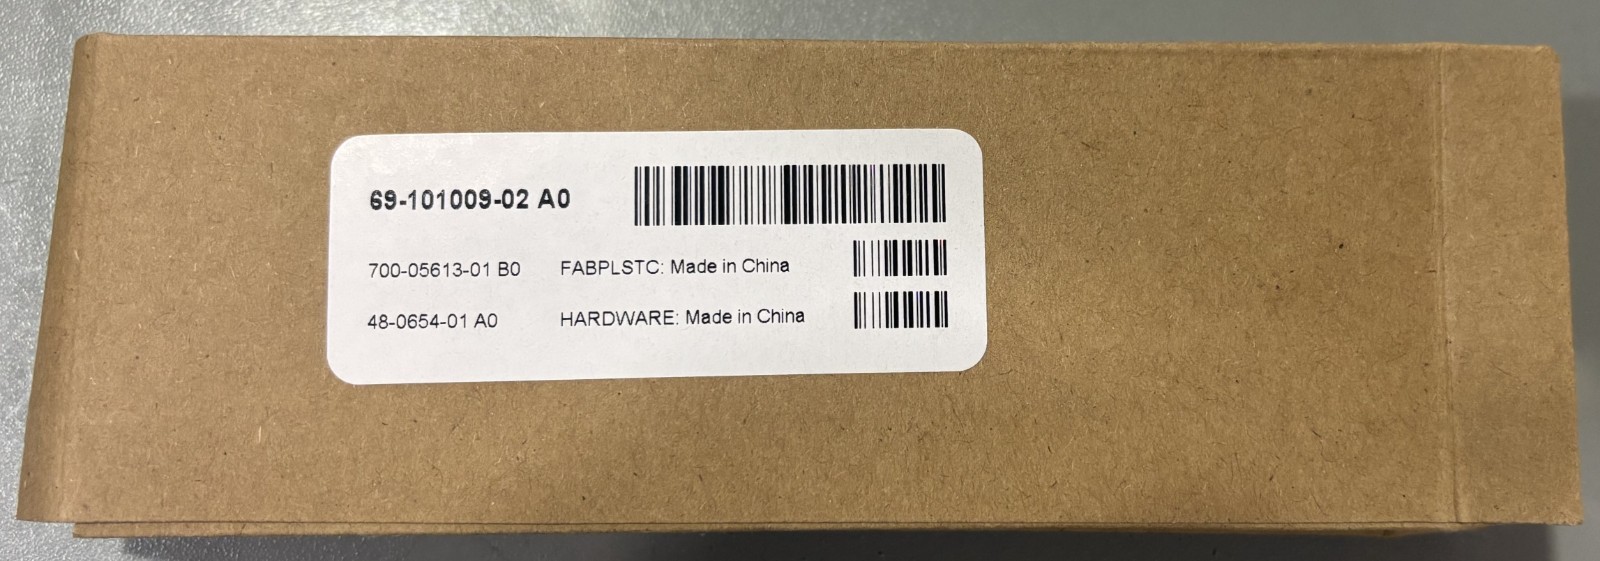 69-101009-02 A0
700-05613-01 B0 FABPLSTC: Made in China
48-0654-01 A0 HARDWARE: Made in China